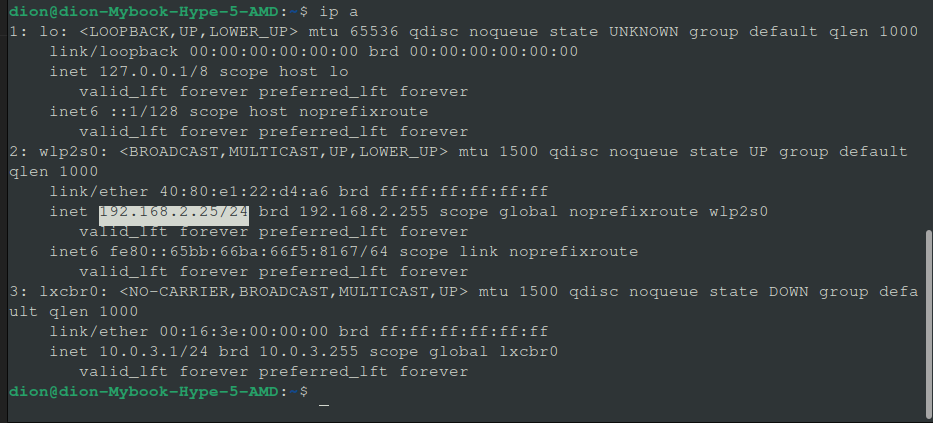 dion@dion-Mybook-Hype-5-AMD:~$ ip a
1: lo: <LOOPBACK,UP,LOWER_UP> mtu 65536 qdisc noqueue state UNKNOWN group default qlen 1000
link/loopback 00:00:00:00:00:00 brd 00:00:00:00:00:00
inet 127.0.0.1/8 scope host lo
valid_lft forever preferred_lft forever
inet6 ::1/128 scope host noprefixroute
valid_lft forever preferred_lft forever
2: wlp2s0: <BROADCAST,MULTICAST,UP,LOWER_UP> mtu 1500 qdisc noqueue state UP group default
qlen 1000
link/ether 40:80:e1:22:d4:a6 brd ff:ff:ff:ff:ff:ff
inet 192.168.2.25/24 brd 192.168.2.255 scope global noprefixroute wlp2s0
valid_lft forever preferred_lft forever
inet6 fe80::65bb:66ba:66f5:8167/64 scope link noprefixroute
valid_lft forever preferred_lft forever
3: lxcbr0: <NO-CARRIER,BROADCAST,MULTICAST,UP> mtu 1500 qdisc noqueue state DOWN group defa
ult qlen 1000
link/ether 00:16:3e:00:00:00 brd ff:ff:ff:ff:ff:ff
inet 10.0.3.1/24 brd 10.0.3.255 scope global lxcbr0
valid_lft forever preferred_lft forever
dion@dion-Mybook-Hype-5-AMD:~$